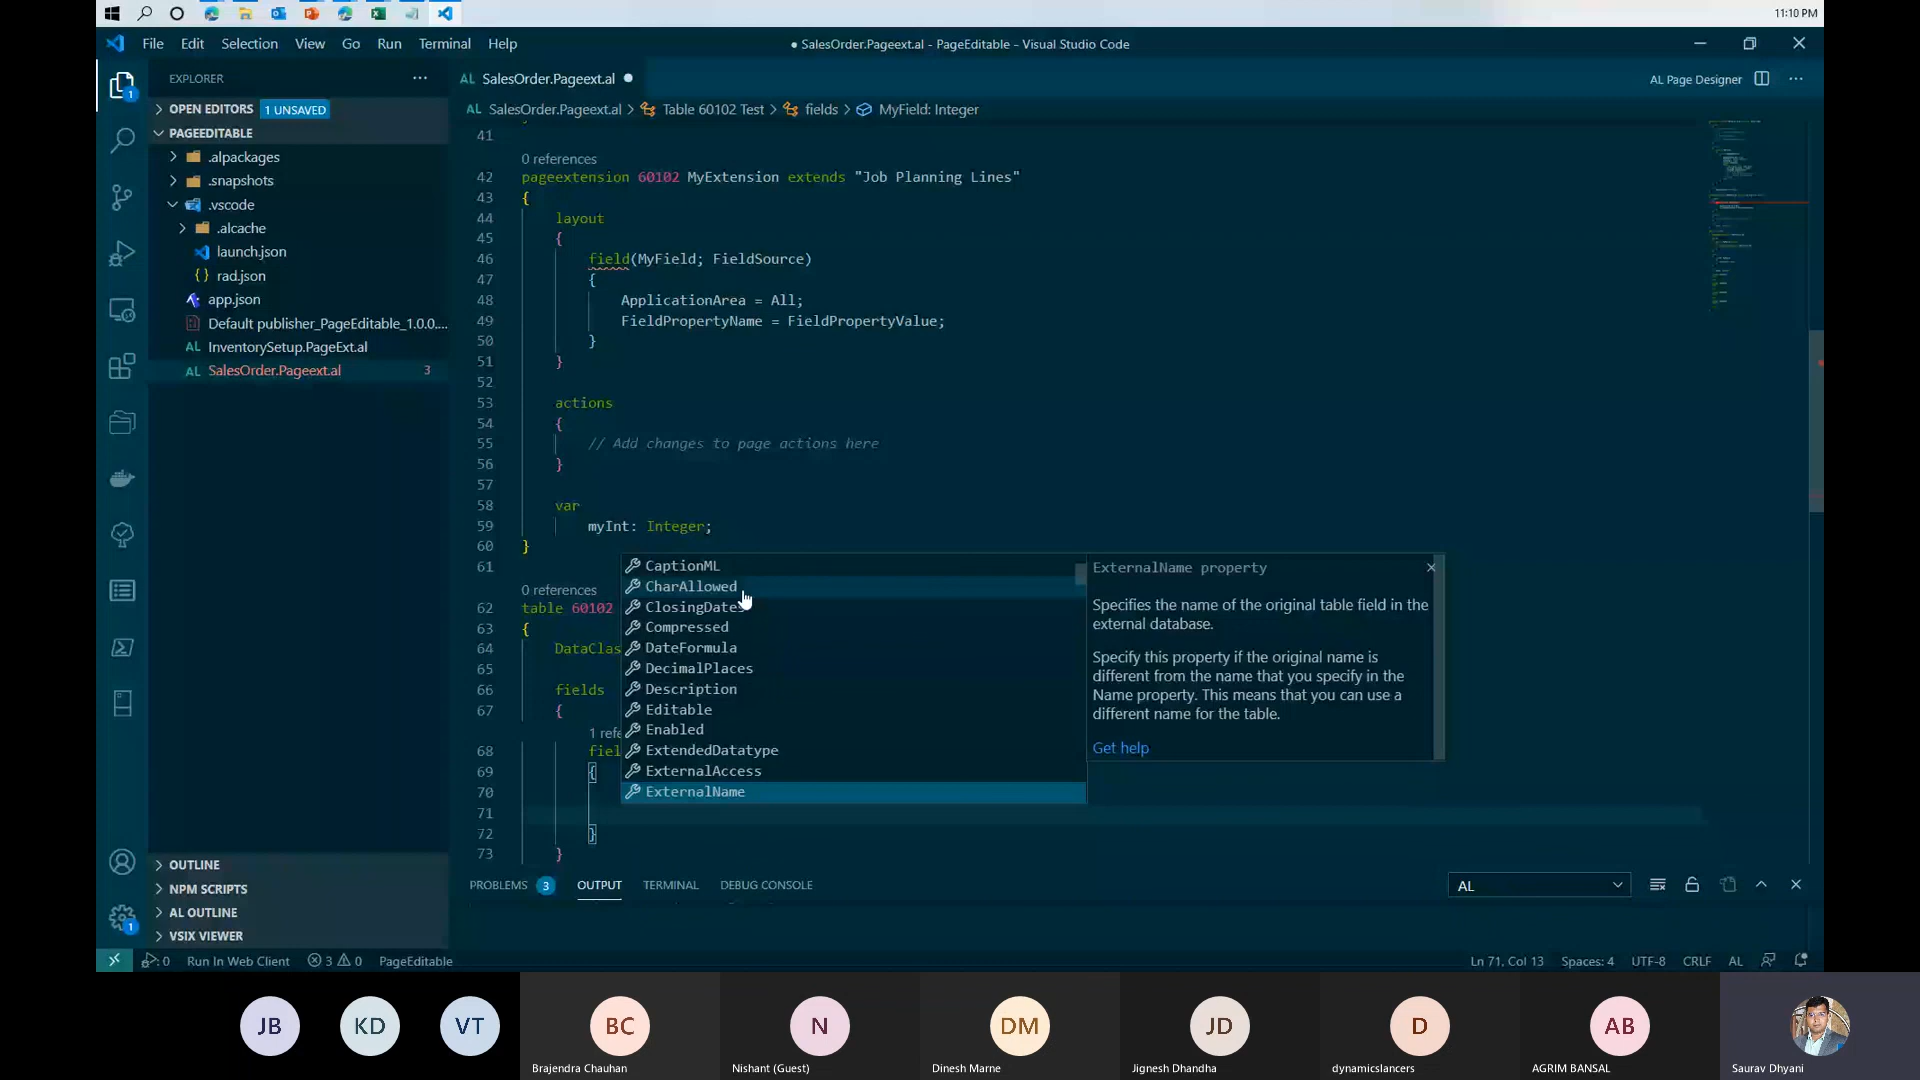 11:10 PM
File Edit Selection View Go Run Terminal Help
● SalesOrder.Pageext.al - PageEditable - Visual Studio Code
EXPLORER
AL SalesOrder.Pageext.al
AL Page Designer
OPEN EDITORS 1 UNSAVED
AL SalesOrder.Pageext.al > Table 60102 Test > fields > MyField: Integer
PAGEEDITABLE
.alpackages
.snapshots
.vscode
.alcache
launch.json
{} rad.json
app.json
Default publisher_PageEditable_1.0.0....
AL InventorySetup.PageExt.al
AL SalesOrder.Pageext.al 3
OUTLINE
NPM SCRIPTS
AL OUTLINE
VSIX VIEWER
1
1
41
0 references
42 pageextension 60102 MyExtension extends "Job Planning Lines"
43 {
44 layout
45 {
46 field(MyField; FieldSource)
47 {
48 ApplicationArea = All;
49 FieldPropertyName = FieldPropertyValue;
50 }
51 }
52
53 actions
54 {
55 // Add changes to page actions here
56 }
57
58 var
59 myInt: Integer;
60 }
61
0 references
62 table 60102
63 {
64 DataClas
65
66 fields
67 {
1 refe
68 fiel
69 {
70
71
72 }
73 }
CaptionML
CharAllowed
ClosingDates
Compressed
DateFormula
DecimalPlaces
Description
Editable
Enabled
ExtendedDatatype
ExternalAccess
ExternalName
ExternalName property
Specifies the name of the original table field in the
external database.
Specify this property if the original name is
different from the name that you specify in the
Name property. This means that you can use a
different name for the table.
Get help
PROBLEMS 3 OUTPUT TERMINAL DEBUG CONSOLE
AL
0 Run In Web Client 3 0 PageEditable
Ln 71, Col 13 Spaces: 4 UTF-8 CRLF AL
JB KD VT BC N DM JD D AB
Brajendra Chauhan Nishant (Guest) Dinesh Marne Jignesh Dhandha dynamicslancers AGRIM BANSAL Saurav Dhyani